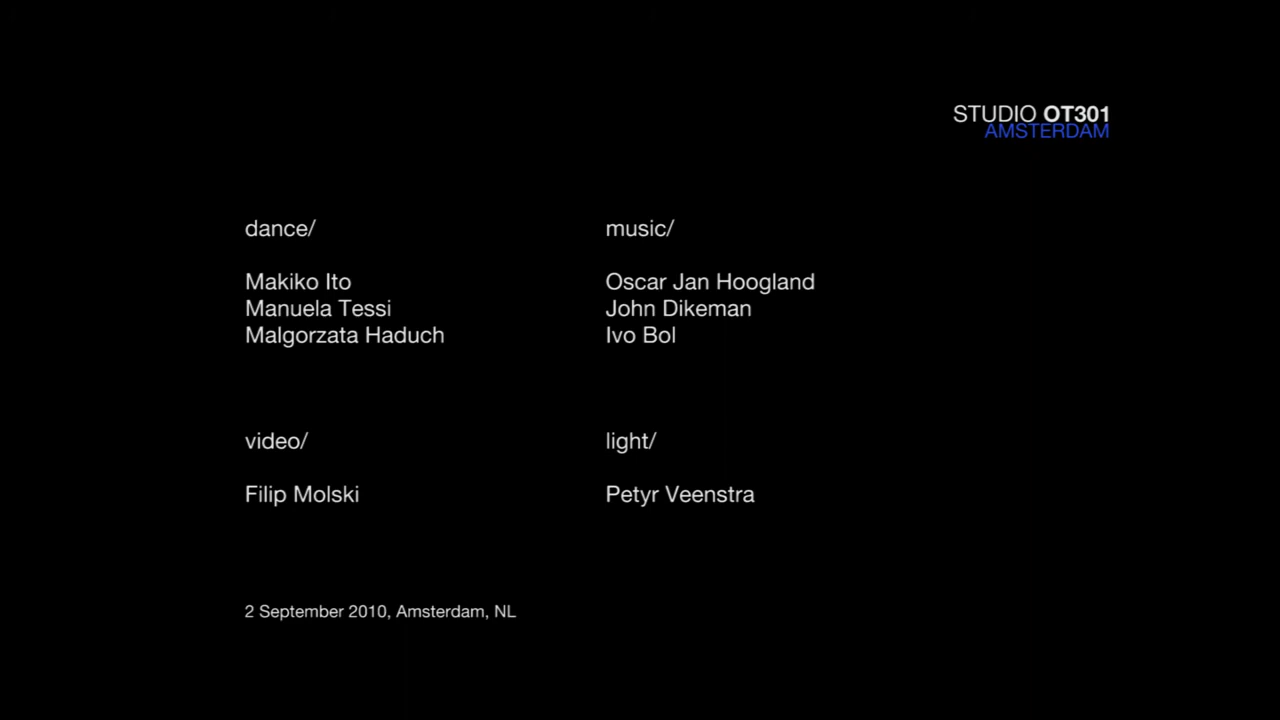 STUDIO OT301
AMSTERDAM
dance/
Makiko Ito
Manuela Tessi
Malgorzata Haduch
music/
Oscar Jan Hoogland
John Dikeman
Ivo Bol
video/
Filip Molski
light/
Petyr Veenstra
2 September 2010, Amsterdam, NL